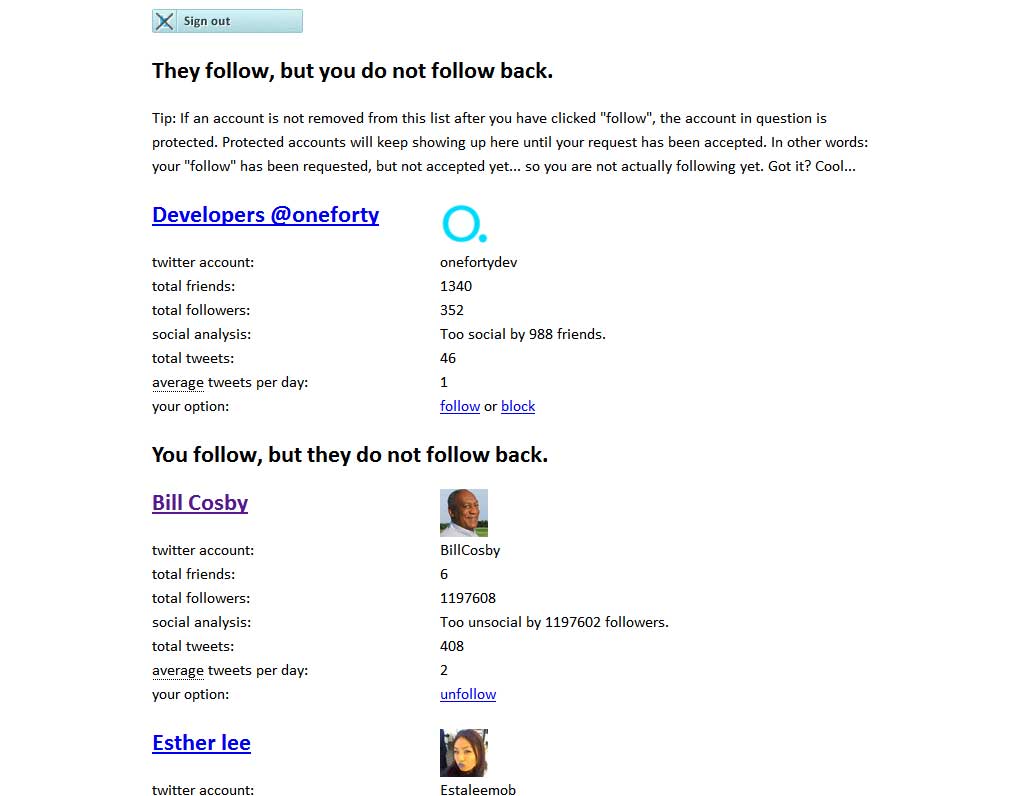 Sign out
They follow, but you do not follow back.
Tip: If an account is not removed from this list after you have clicked "follow", the account in question is
protected. Protected accounts will keep showing up here until your request has been accepted. In other words:
your "follow" has been requested, but not accepted yet... so you are not actually following yet. Got it? Cool...
Developers @oneforty
twitter account: onefortydev
total friends: 1340
total followers: 352
social analysis: Too social by 988 friends.
total tweets: 46
average tweets per day: 1
your option: follow or block
You follow, but they do not follow back.
Bill Cosby
twitter account: BillCosby
total friends: 6
total followers: 1197608
social analysis: Too unsocial by 1197602 followers.
total tweets: 408
average tweets per day: 2
your option: unfollow
Esther lee
twitter account: Estaleemob